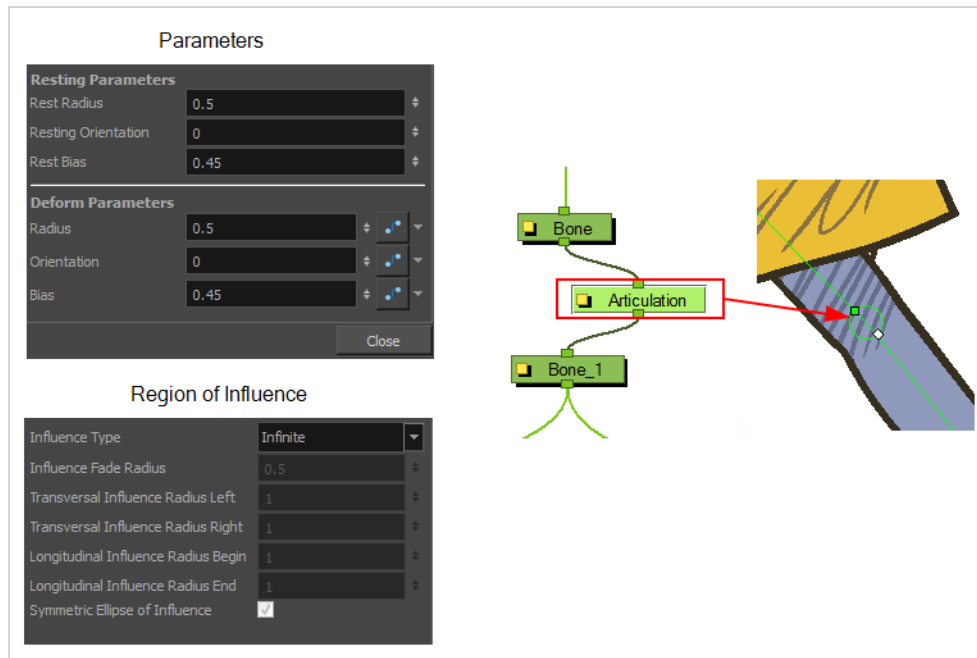 Parameters
Resting Parameters
Rest Radius 0.5
Resting Orientation 0
Rest Bias 0.45
Deform Parameters
Radius 0.5
Orientation 0
Bias 0.45
Close
Region of Influence
Influence Type Infinite
Influence Fade Radius 0.5
Transversal Influence Radius Left 1
Transversal Influence Radius Right 1
Longitudinal Influence Radius Begin 1
Longitudinal Influence Radius End 1
Symmetric Ellipse of Influence
Bone
Articulation
Bone_1